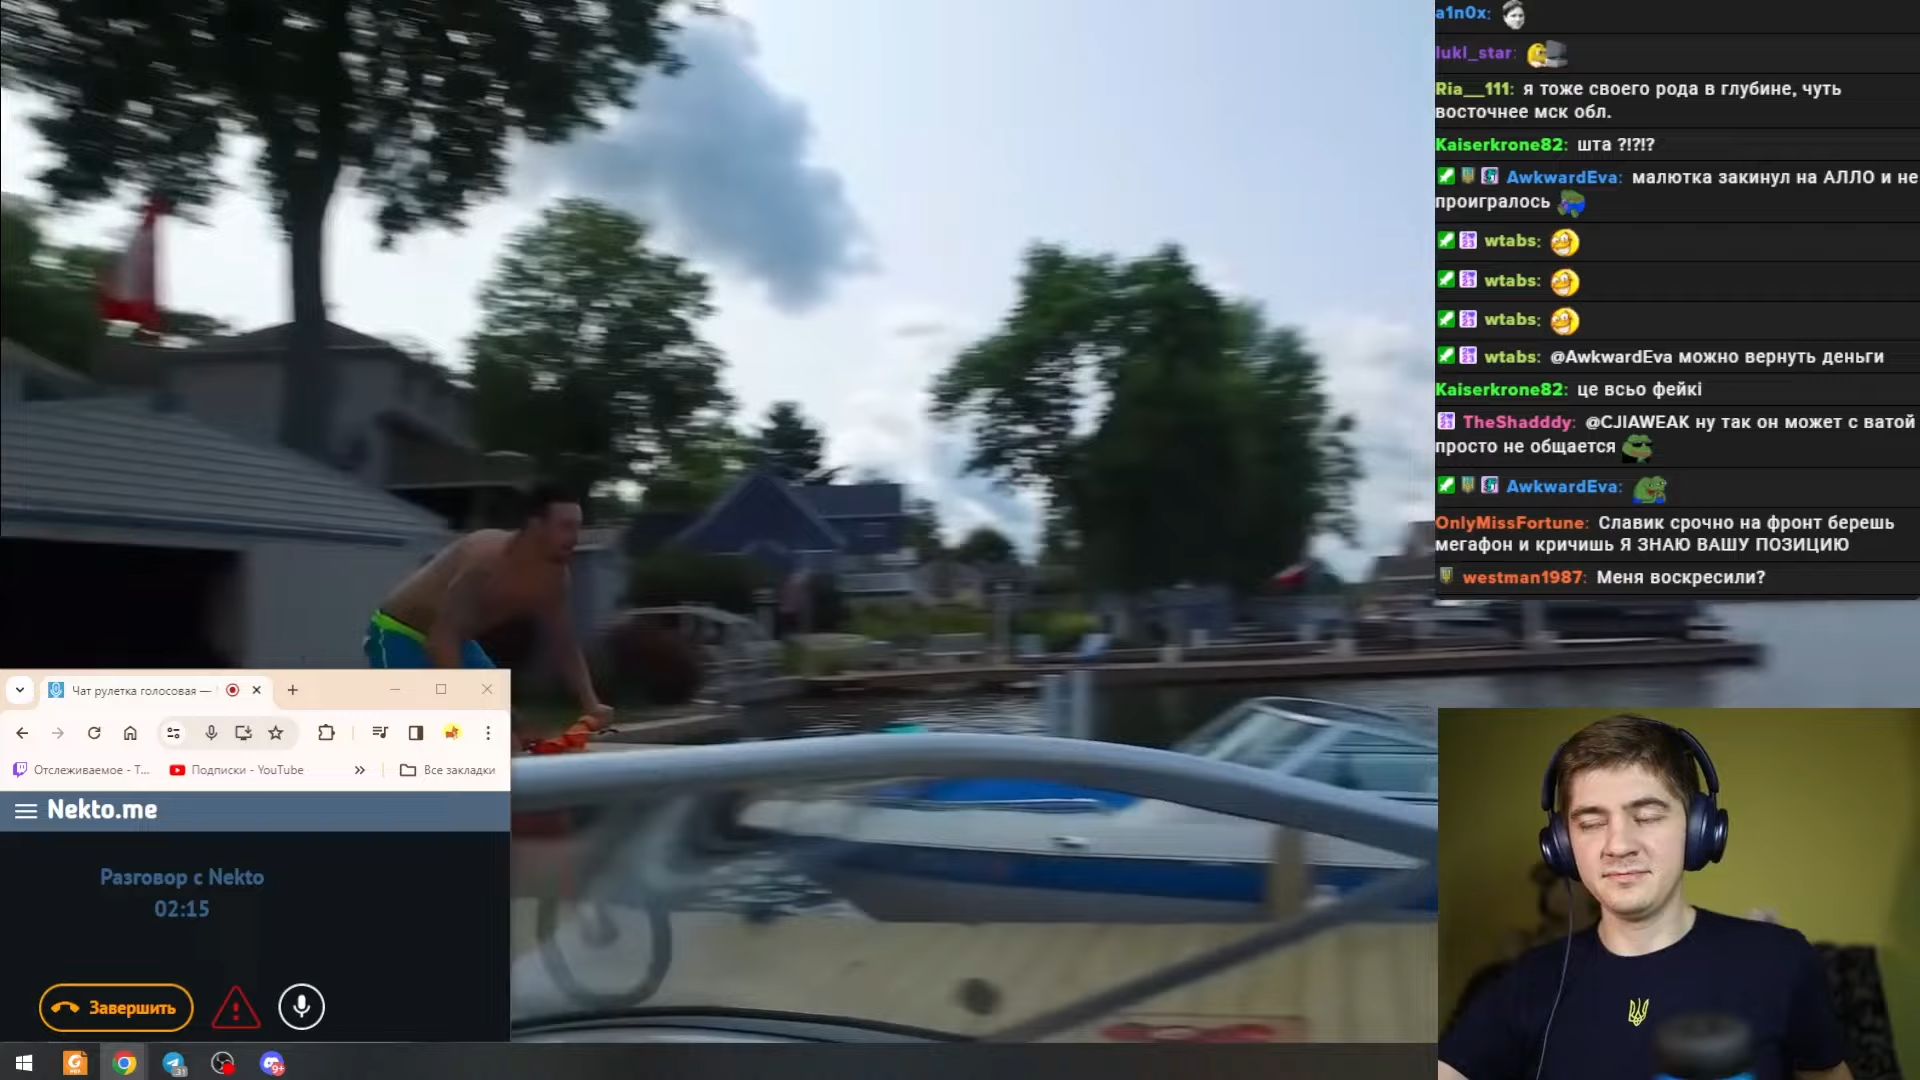 a1n0x:
lukl_star:
Ria__111: я тоже своего рода в глубине, чуть
восточнее мск обл.
Kaiserkrone82: шта ?!?!?
AwkwardEva: малютка закинул на АЛЛО и не
проигралось
wtabs:
wtabs:
wtabs:
wtabs: @AwkwardEva можно вернуть деньги
Kaiserkrone82: це всьо фейкі
TheShadddy: @CJIAWEAK ну так он может с ватой
просто не общается
AwkwardEva:
OnlyMissFortune: Славик срочно на фронт берешь
мегафон и кричишь Я ЗНАЮ ВАШУ ПОЗИЦИЮ
westman1987: Меня воскресили?
Чат рулетка голосовая —
Отслеживаемое - T...
Подписки - YouTube
Все закладки
Nekto.me
Разговор с Nekto
02:15
Завершить
31
9+